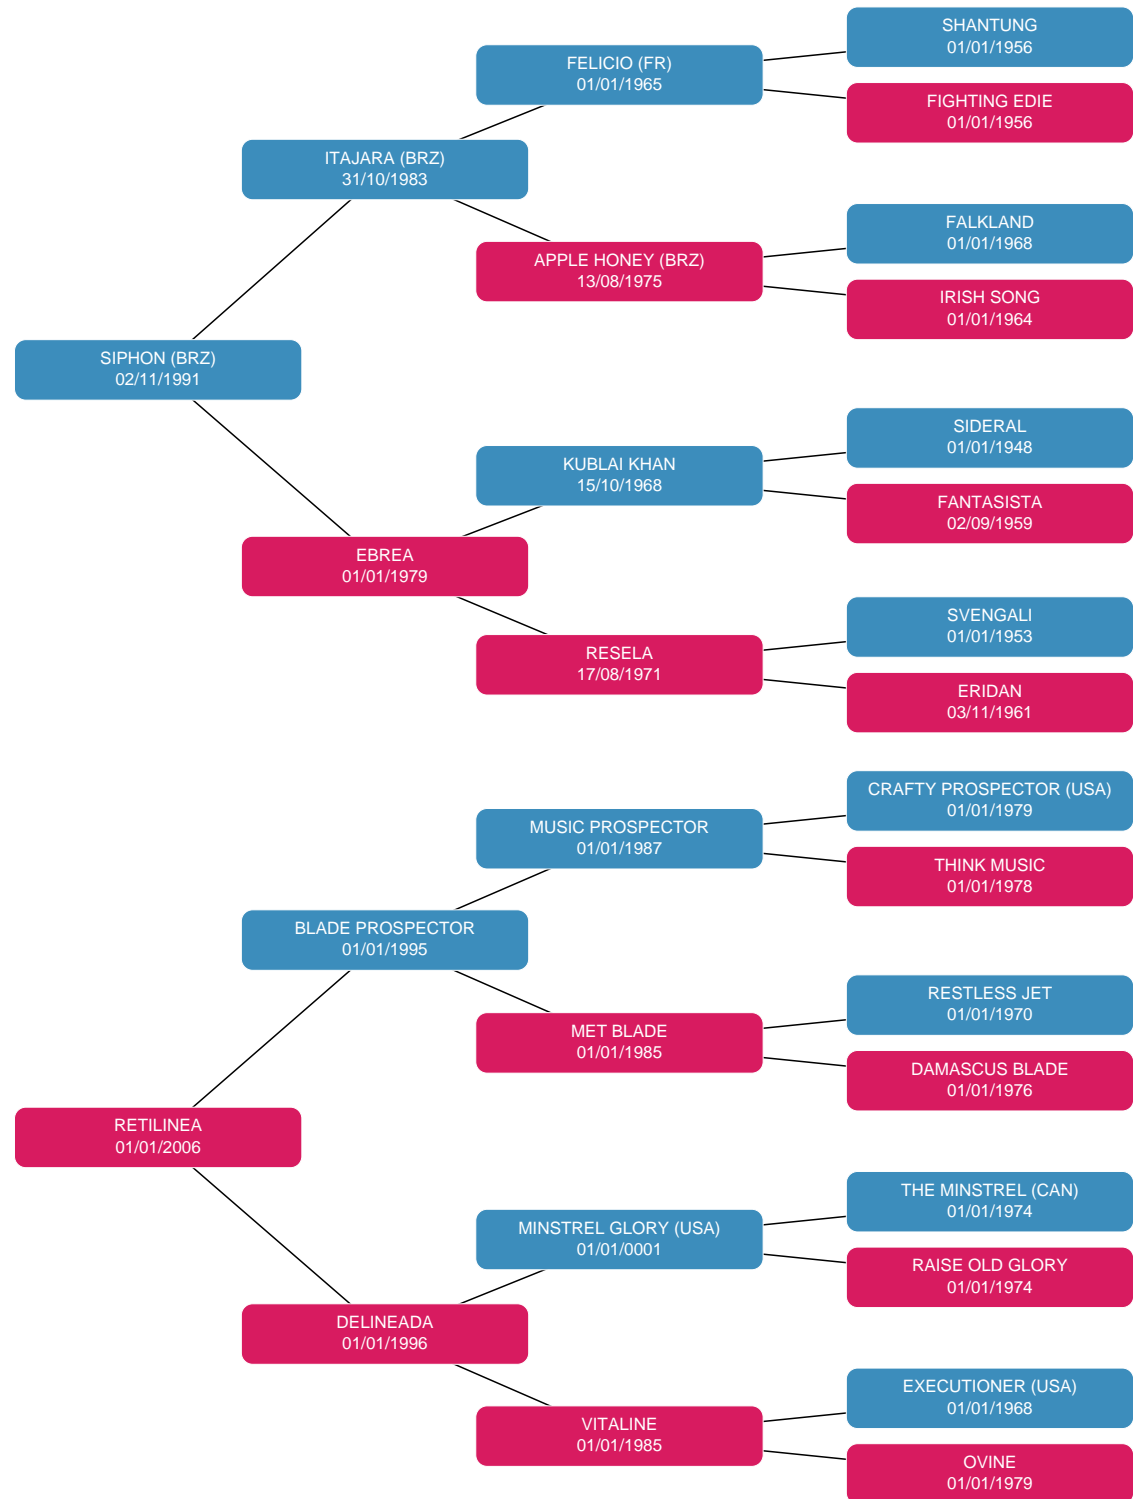 SHANTUNG
01/01/1956
FELICIO (FR)
01/01/1965
FIGHTING EDIE
01/01/1956
ITAJARA (BRZ)
31/10/1983
FALKLAND
01/01/1968
APPLE HONEY (BRZ)
13/08/1975
IRISH SONG
01/01/1964
SIPHON (BRZ)
02/11/1991
SIDERAL
01/01/1948
KUBLAI KHAN
15/10/1968
FANTASISTA
02/09/1959
EBREA
01/01/1979
SVENGALI
01/01/1953
RESELA
17/08/1971
ERIDAN
03/11/1961
CRAFTY PROSPECTOR (USA)
01/01/1979
MUSIC PROSPECTOR
01/01/1987
THINK MUSIC
01/01/1978
BLADE PROSPECTOR
01/01/1995
RESTLESS JET
01/01/1970
MET BLADE
01/01/1985
DAMASCUS BLADE
01/01/1976
RETILINEA
01/01/2006
THE MINSTREL (CAN)
01/01/1974
MINSTREL GLORY (USA)
01/01/0001
RAISE OLD GLORY
01/01/1974
DELINEADA
01/01/1996
EXECUTIONER (USA)
01/01/1968
VITALINE
01/01/1985
OVINE
01/01/1979